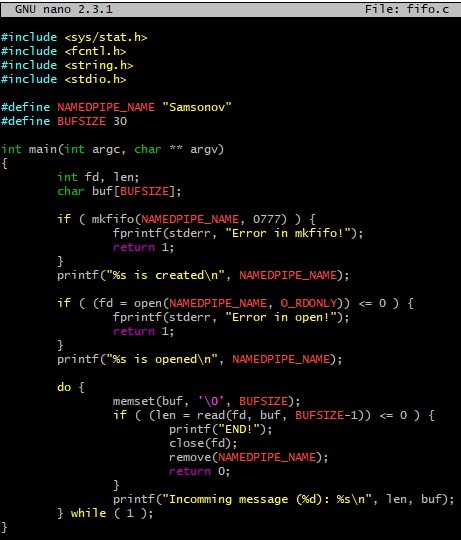 GNU nano 2.3.1 File: fifo.c
#include <sys/stat.h>
#include <fcntl.h>
#include <string.h>
#include <stdio.h>
#define NAMEDPIPE_NAME "Samsonov"
#define BUFSIZE 30
int main(int argc, char ** argv)
{
int fd, len;
char buf[BUFSIZE];
if ( mkfifo(NAMEDPIPE_NAME, 0777) ) {
fprintf(stderr, "Error in mkfifo!");
return 1;
}
printf("%s is created\n", NAMEDPIPE_NAME);
if ( (fd = open(NAMEDPIPE_NAME, O_RDONLY)) <= 0 ) {
fprintf(stderr, "Error in open!");
return 1;
}
printf("%s is opened\n", NAMEDPIPE_NAME);
do {
memset(buf, '\0', BUFSIZE);
if ( (len = read(fd, buf, BUFSIZE-1)) <= 0 ) {
printf("END!");
close(fd);
remove(NAMEDPIPE_NAME);
return 0;
}
printf("Incomming message (%d): %s\n", len, buf);
} while ( 1 );
}